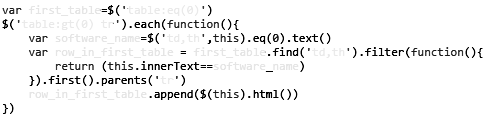 var first_table=$('table:eq(0)')
$('table:gt(0) tr').each(function(){
    var software_name=$('td,th',this).eq(0).text()
    var row_in_first_table = first_table.find('td,th').filter(function(){
        return (this.innerText==software_name)
    }).first().parents('tr')
    row_in_first_table.append($(this).html())
})